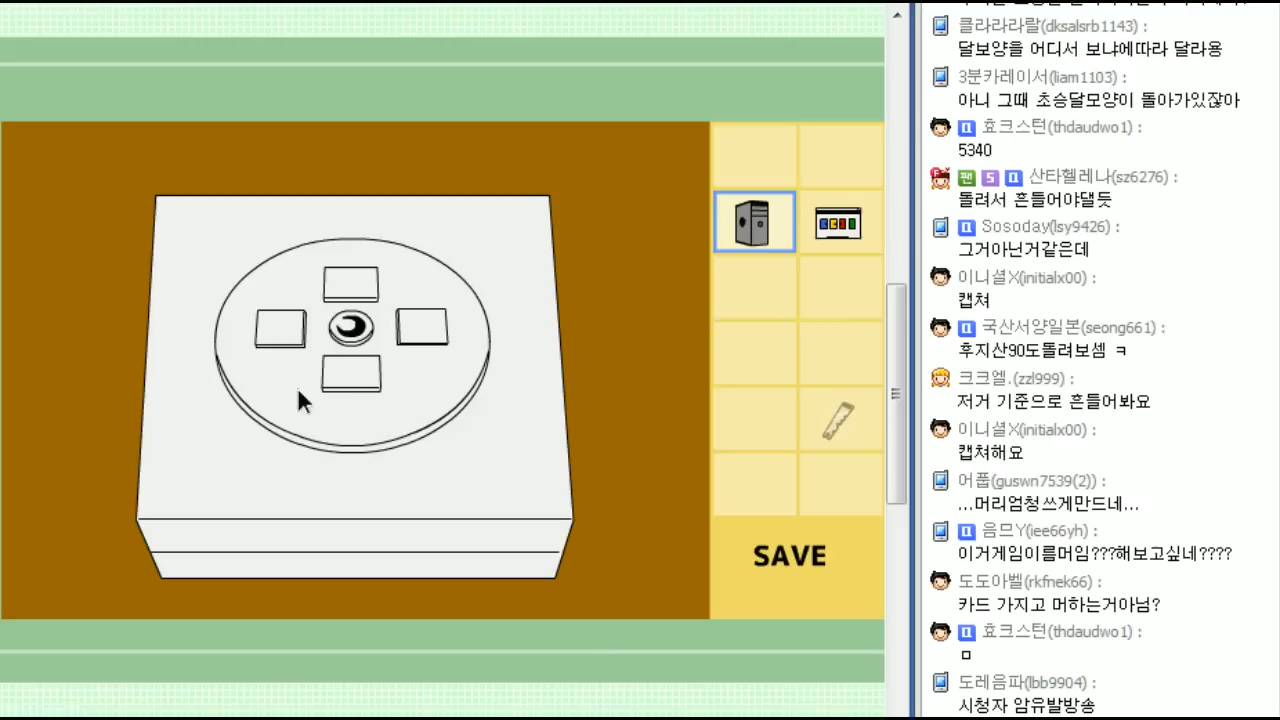 SAVE
클라라라랄(dksalsrb1143) :
달보양을 어디서 보냐에따라 달라용
3분카레이서(liam1103) :
아니 그때 초승달모양이 돌아가있잖아
효크스턴(thdaudwo1) :
5340
팬 S 산타헬레나(sz6276) :
돌려서 흔들어야댈듯
Sosoday(lsy9426) :
그거아닌거같은데
이니셜X(initialx00) :
캡쳐
국산서양일본(seong661) :
후지산90도돌려보셈 ㅋ
크크엘.(zzl999) :
저거 기준으로 흔들어봐요
이니셜X(initialx00) :
캡쳐해요
어풉(guswn7539(2)) :
...머리엄청쓰게만드네...
음므Y(iee66yh) :
이거게임이름머임???해보고싶네????
도도아벨(rkfnek66) :
카드 가지고 머하는거아님?
효크스턴(thdaudwo1) :
ㅁ
도레음파(lbb9904) :
시청자 암유발방송